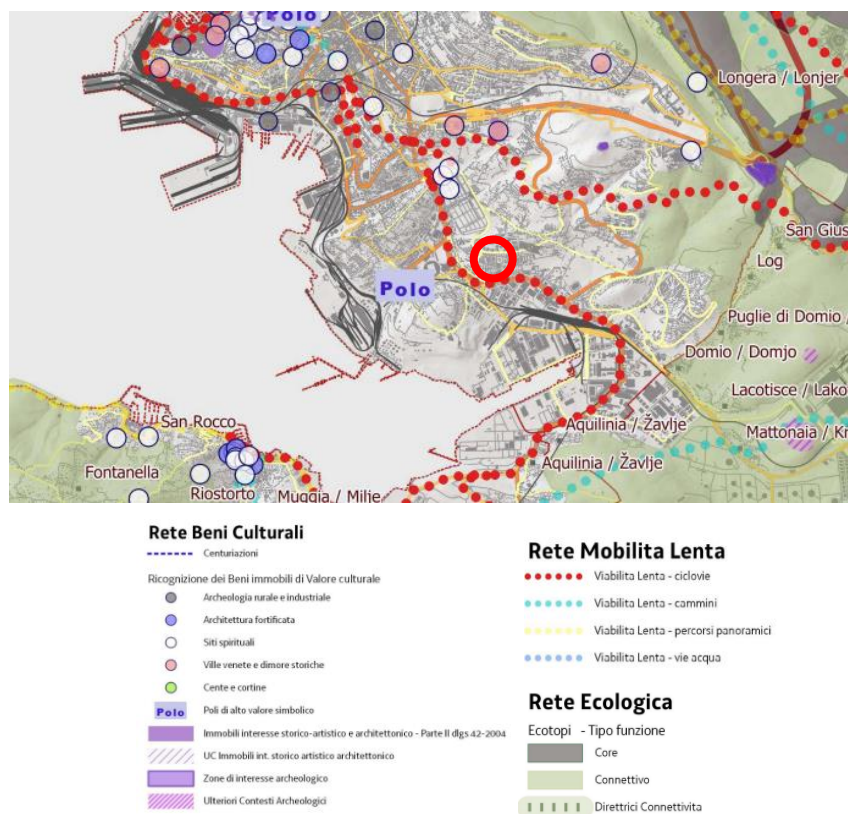 Polo
Longera / Lonjer
San Gius
Log
Polo
Puglie di Domio /
Domio / Domjo
Lacotisce / Lako
San Rocco
Aquilinia / Žavlje
Mattonaia / Kr
Fontanella
Aquilinia / Žavlje
Riostorto
Muggia / Milje
Rete Beni Culturali
Centuriazioni
Ricognizione dei Beni immobili di Valore culturale
Archeologia rurale e industriale
Architettura fortificata
Siti spirituali
Ville venete e dimore storiche
Cente e cortine
Polo Poli di alto valore simbolico
Immobili interesse storico-artistico e architettonico - Parte II dlgs 42-2004
UC Immobili int. storico artistico architettonico
Zone di interesse archeologico
Ulteriori Contesti Archeologici
Rete Mobilita Lenta
Viabilita Lenta - ciclovie
Viabilita Lenta - cammini
Viabilita Lenta - percorsi panoramici
Viabilita Lenta - vie acqua
Rete Ecologica
Ecotopi - Tipo funzione
Core
Connettivo
Direttrici Connettivita